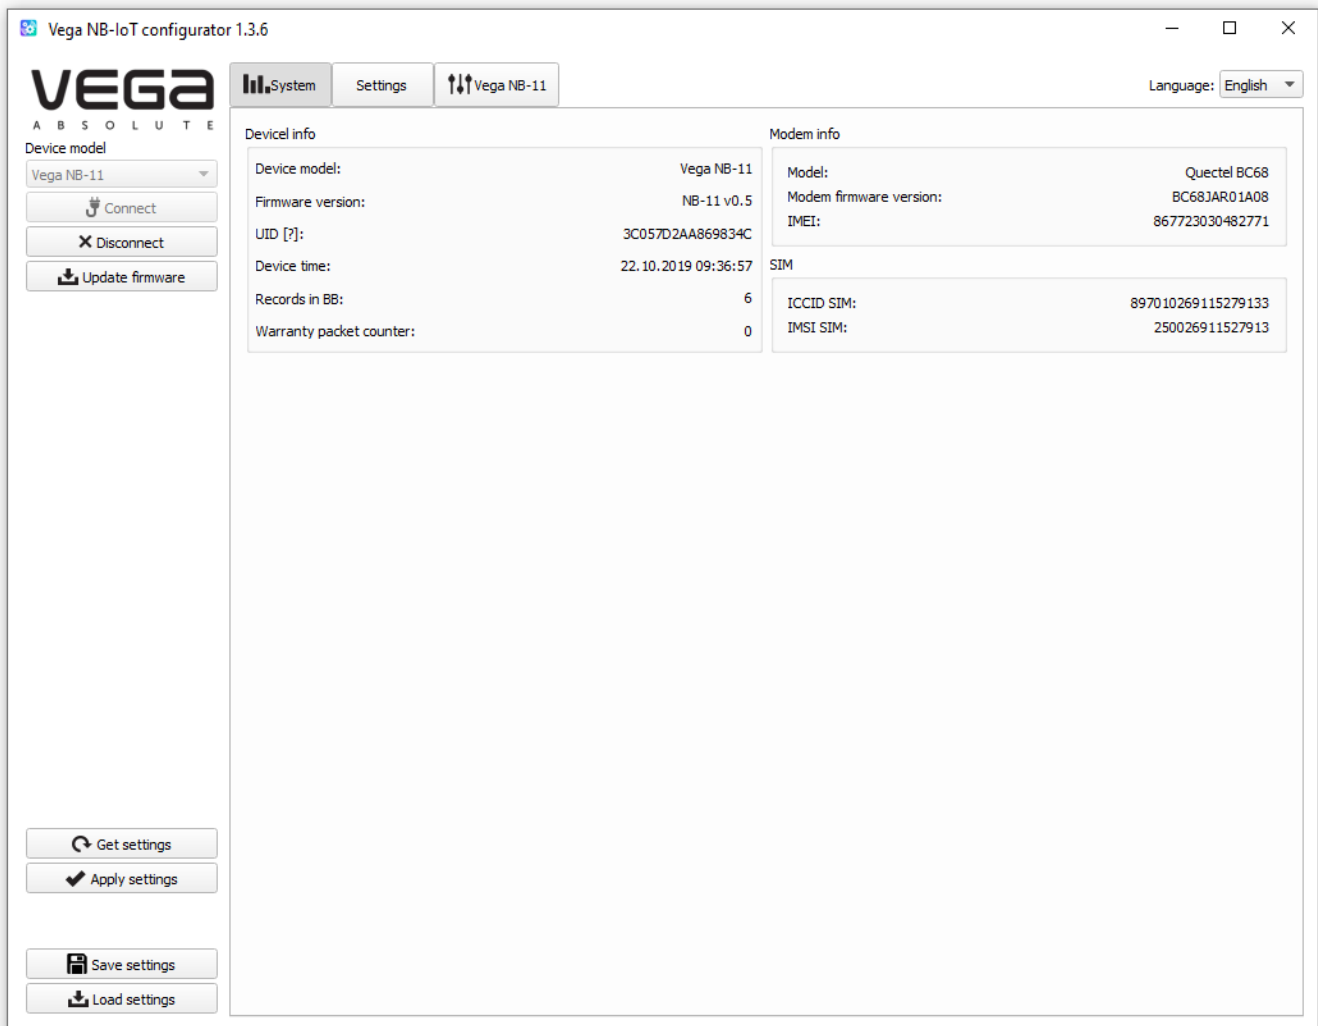 Vega NB-IoT configurator 1.3.6
VEGA
ABSOLUTE
Device model
Vega NB-11
Connect
Disconnect
Update firmware
Get settings
Apply settings
Save settings
Load settings
System
Settings
Vega NB-11
Language: English
Devicel info
Device model: Vega NB-11
Firmware version: NB-11 v0.5
UID [?]: 3C057D2AA869834C
Device time: 22.10.2019 09:36:57
Records in BB: 6
Warranty packet counter: 0
Modem info
Model: Quectel BC68
Modem firmware version: BC68JAR01A08
IMEI: 867723030482771
SIM
ICCID SIM: 897010269115279133
IMSI SIM: 250026911527913